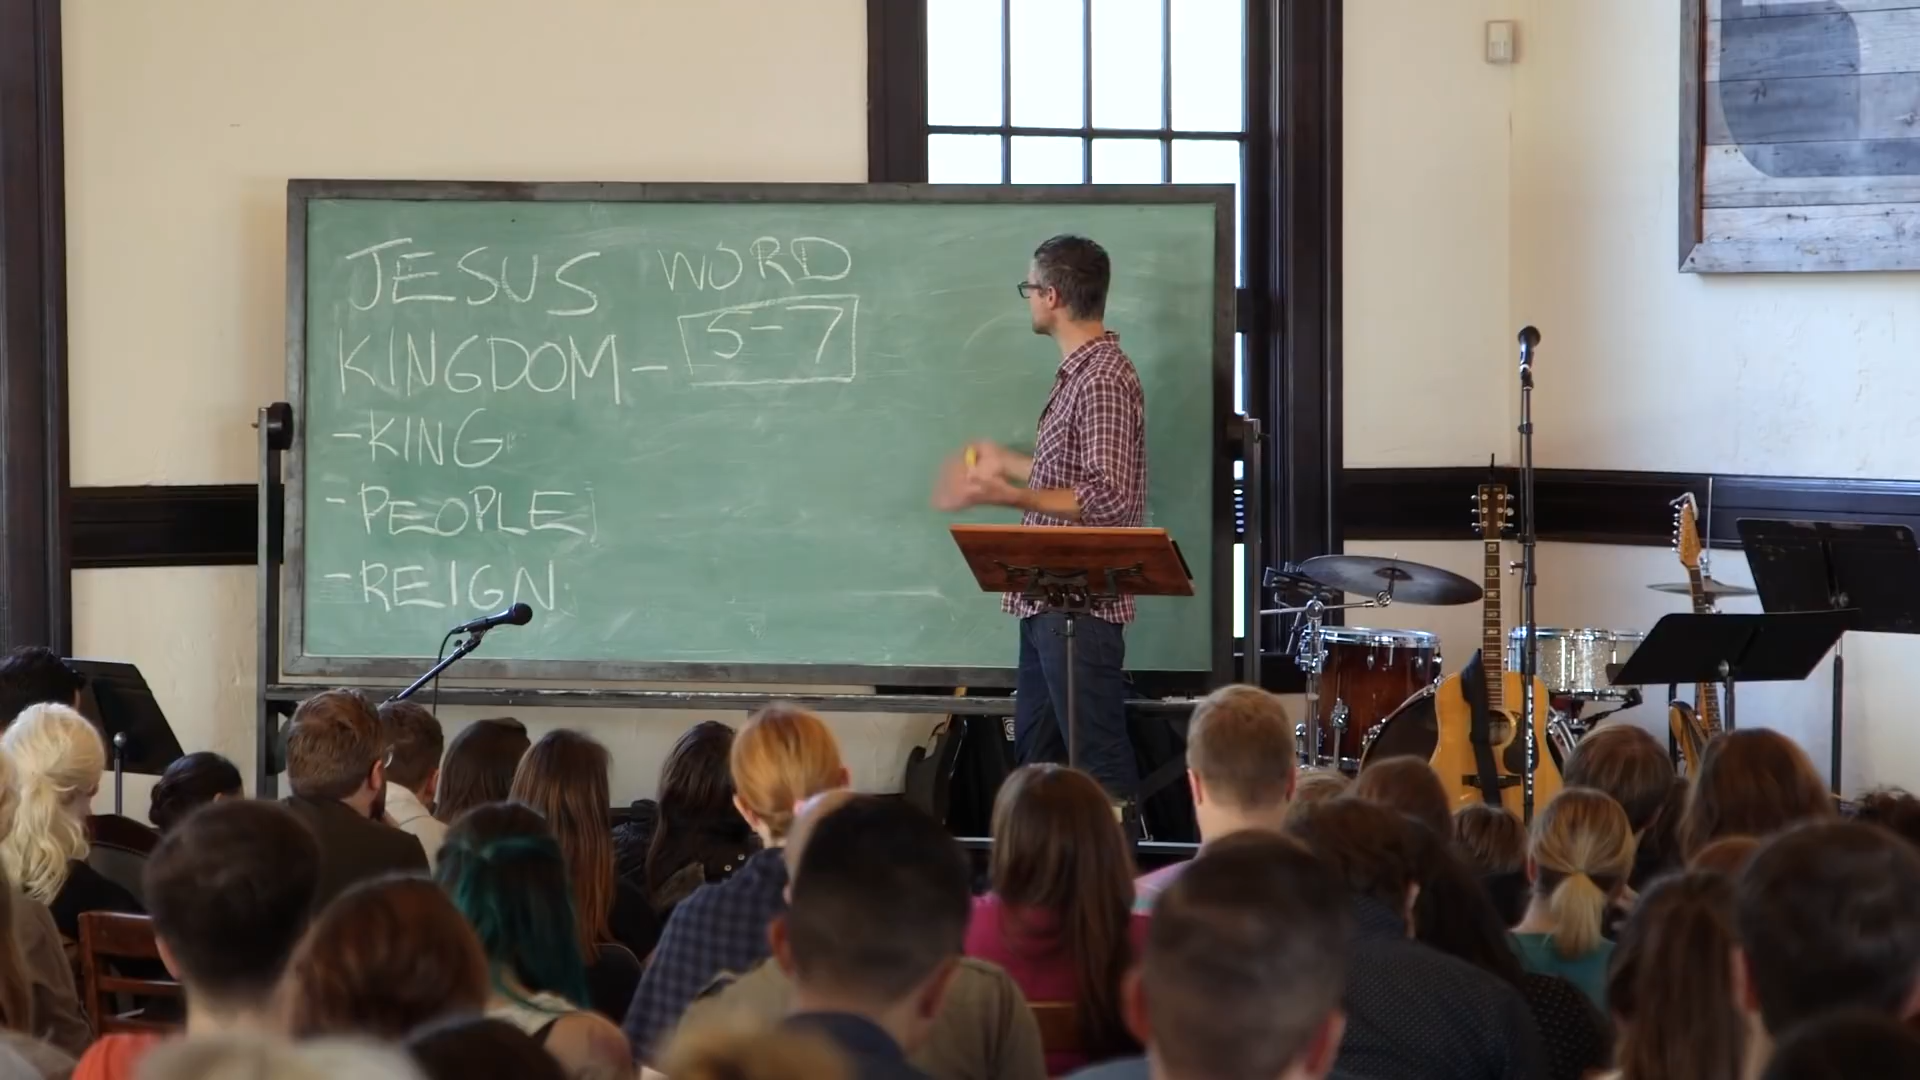 JESUS WORD
KINGDOM - 5-7
-KING
-PEOPLE
-REIGN